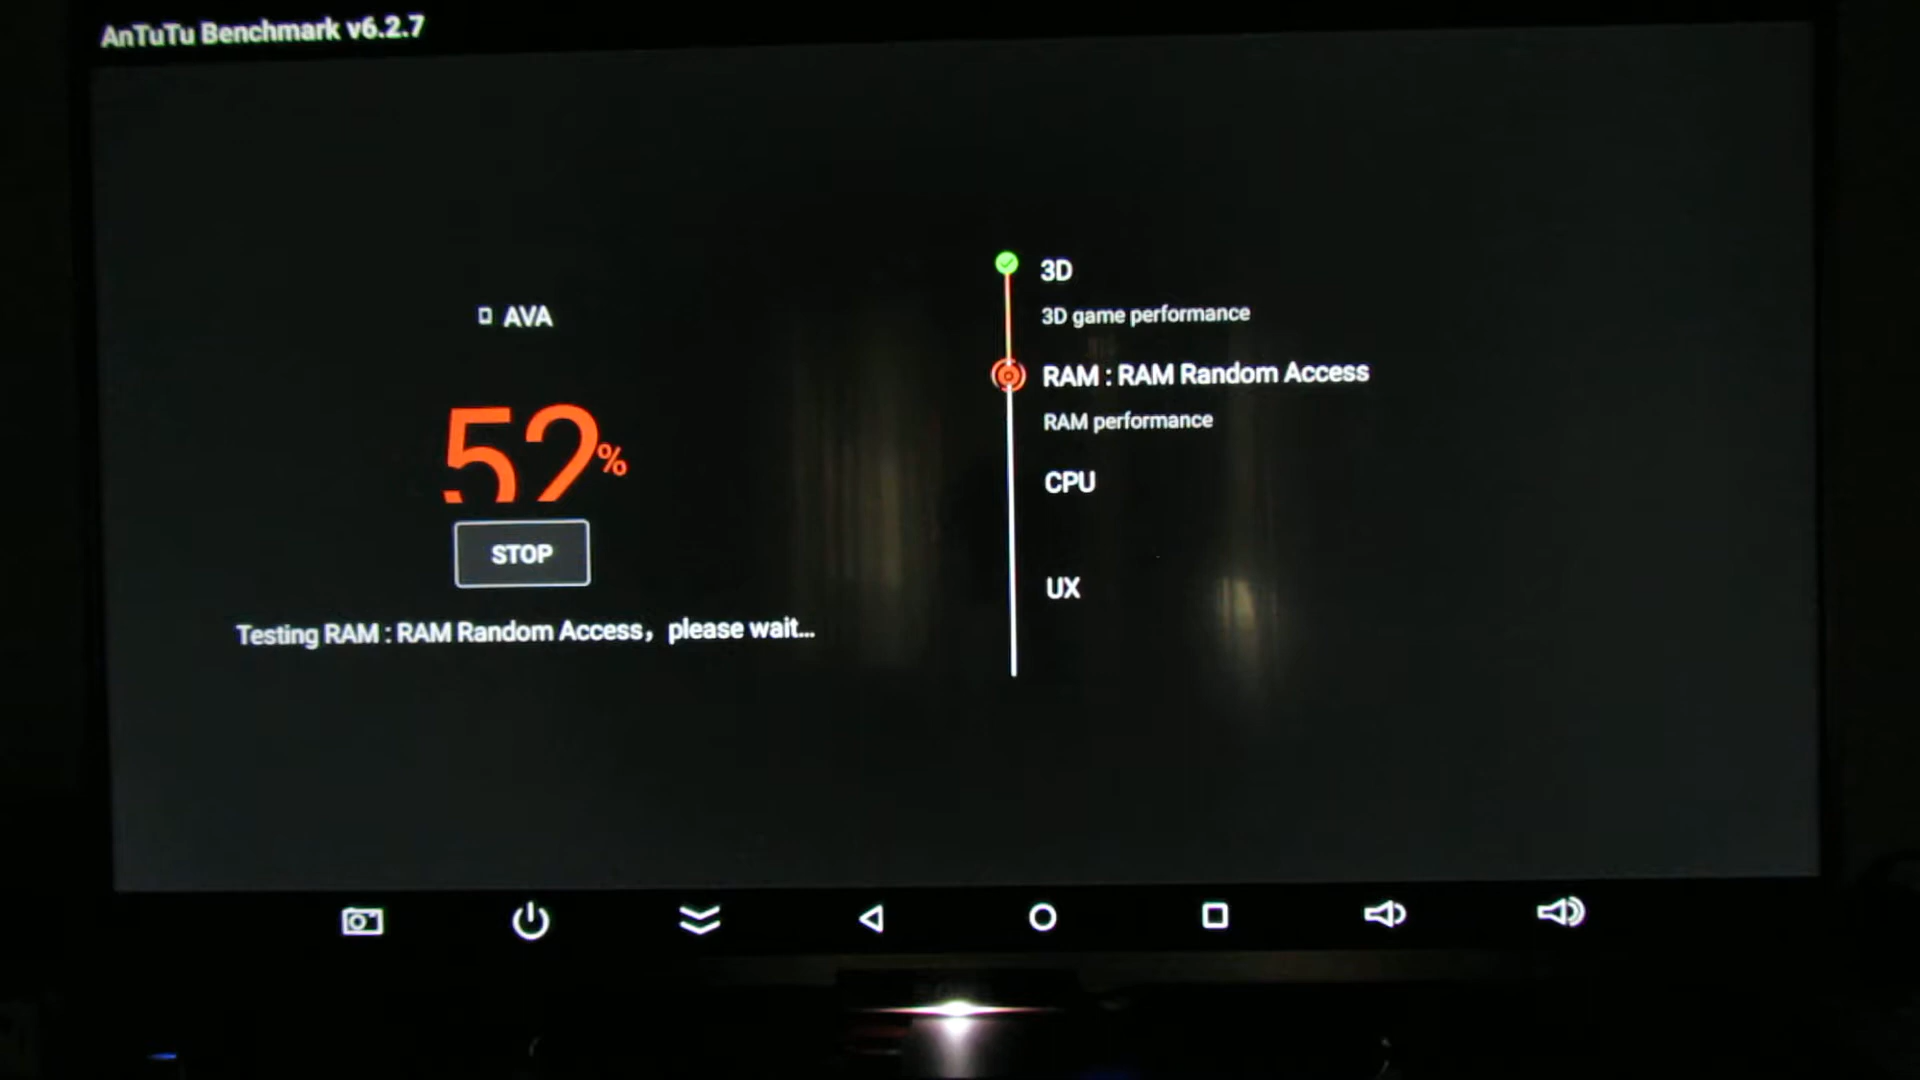 AnTuTu Benchmark v6.2.7
AVA
52%
STOP
Testing RAM : RAM Random Access, please wait...
3D
3D game performance
RAM : RAM Random Access
RAM performance
CPU
UX